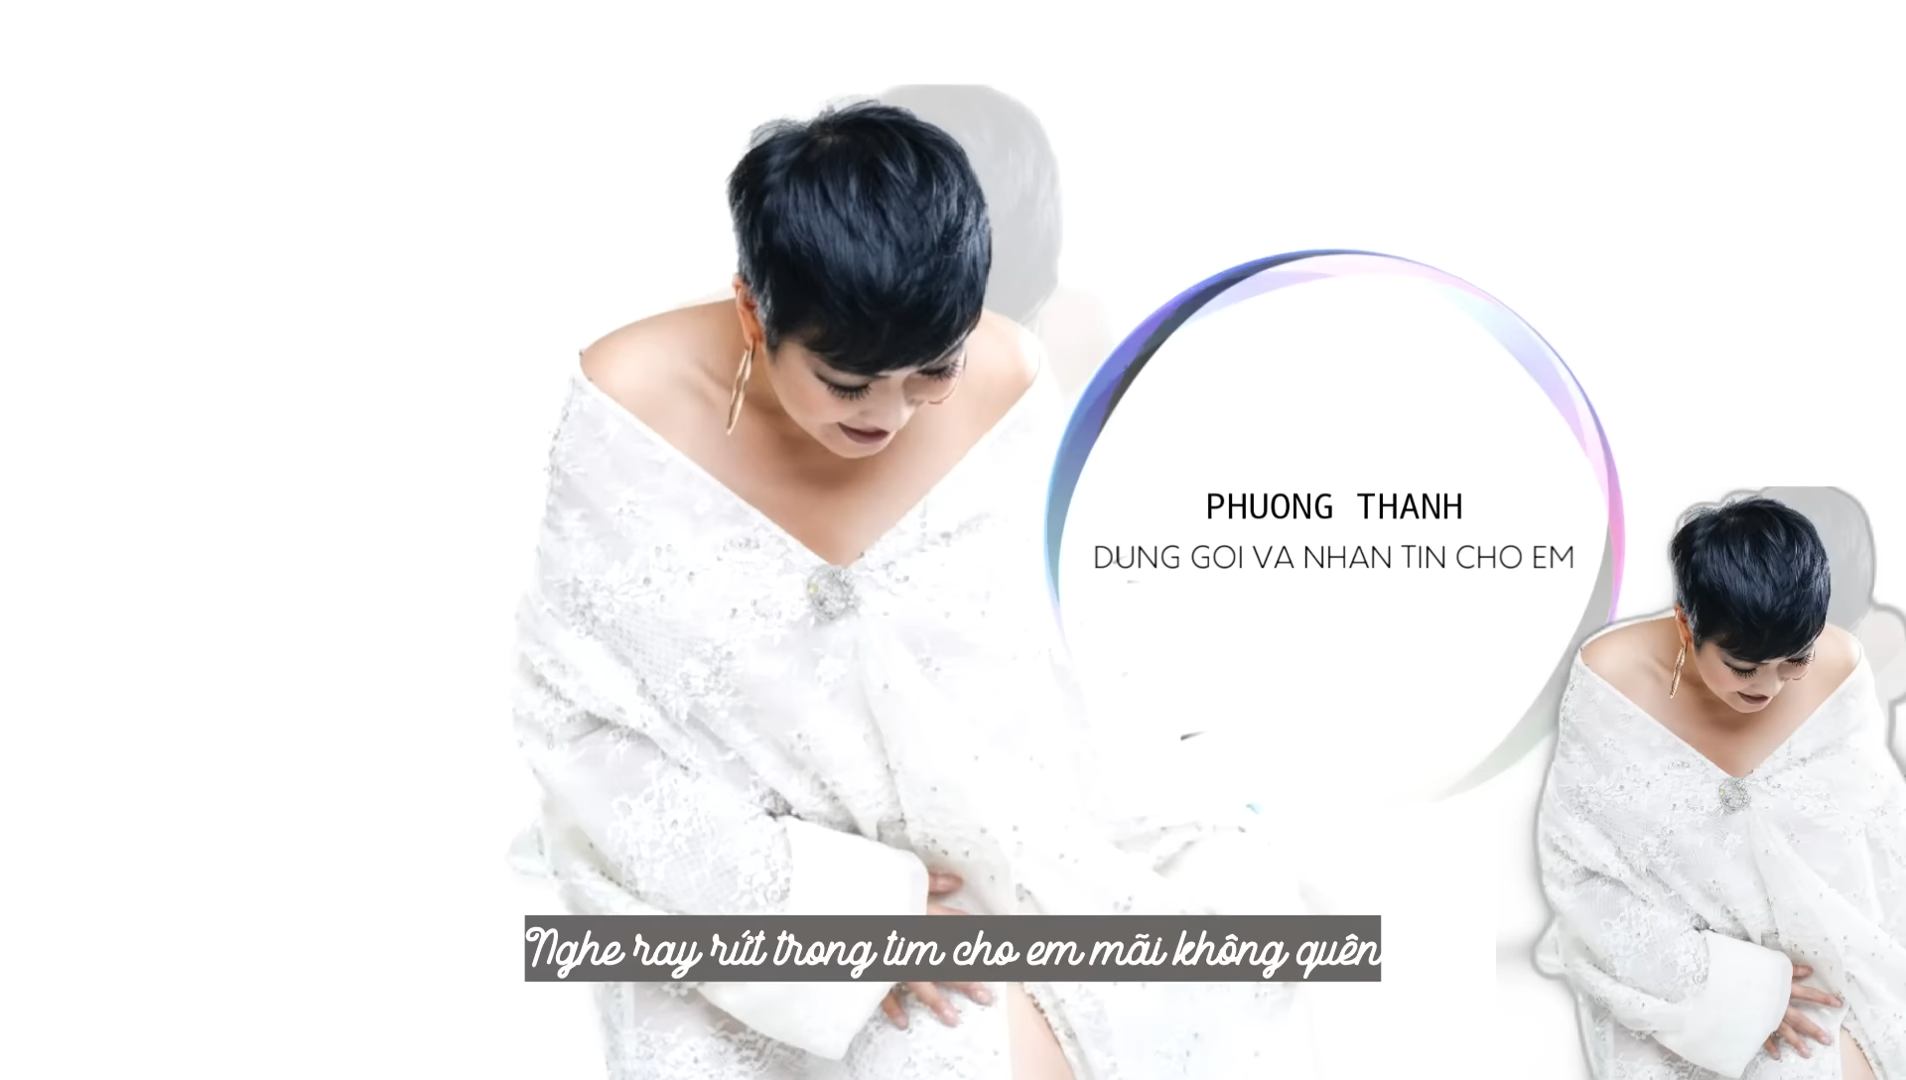 PHUONG THANH
DUNG GOI VA NHAN TIN CHO EM
Nghe ray rứt trong tim cho em mãi không quên